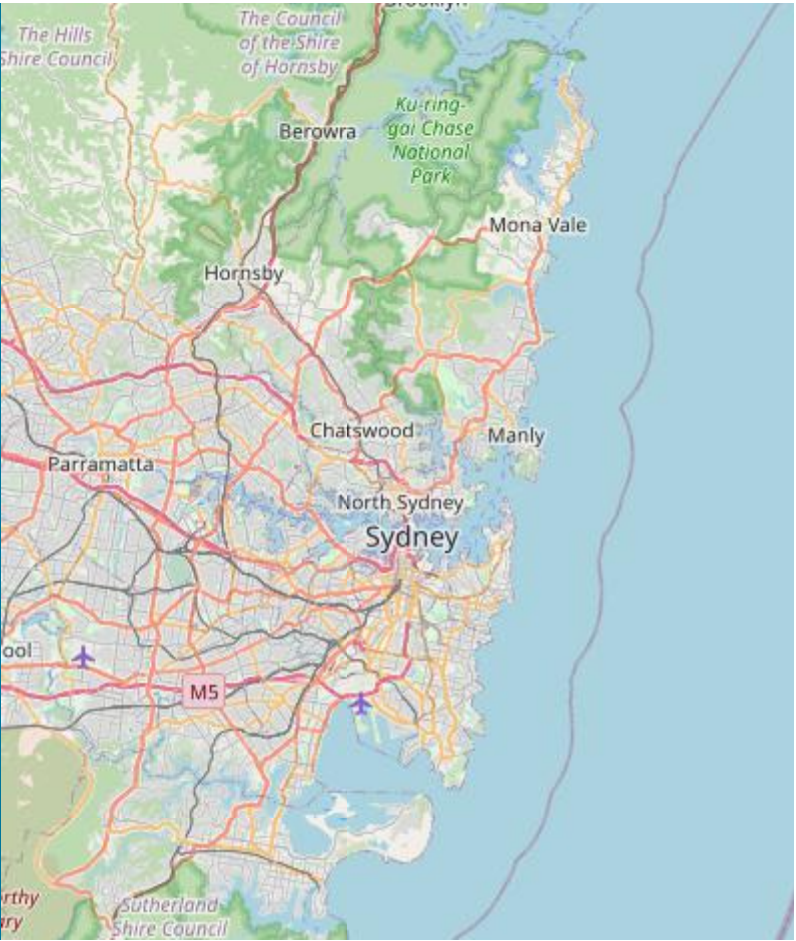 Brooklyn
The Hills
Shire Council
The Council
of the Shire
of Hornsby
Berowra
Ku-ring-
gai Chase
National
Park
Mona Vale
Hornsby
Chatswood
Manly
Parramatta
North Sydney
Sydney
ool
M5
rthy
ary
Sutherland
Shire Council